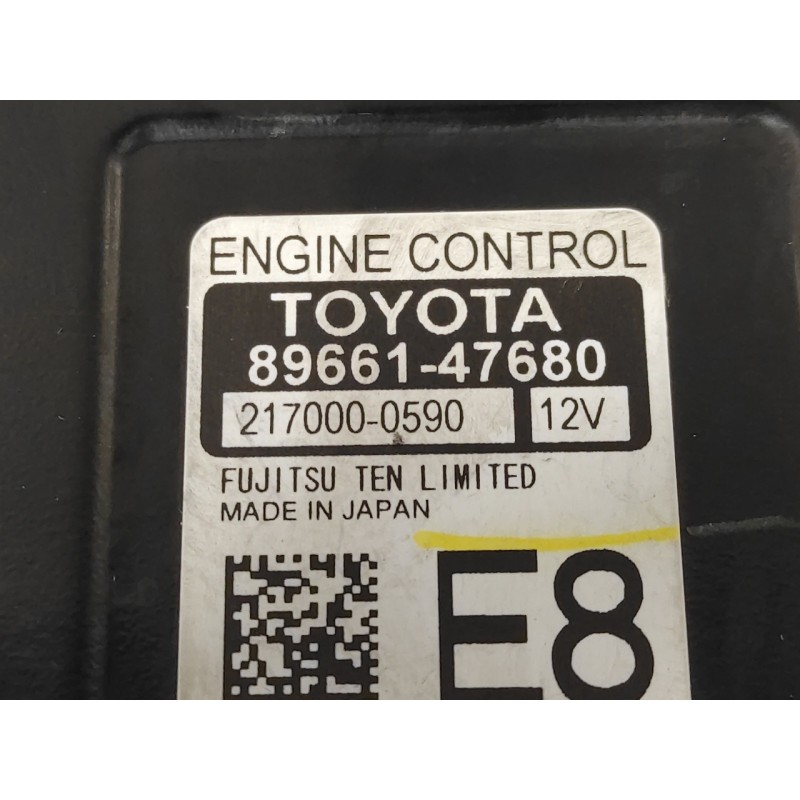 ENGINE CONTROL
TOYOTA
89661-47680
217000-0590 12V
FUJITSU TEN LIMITED
MADE IN JAPAN
E8